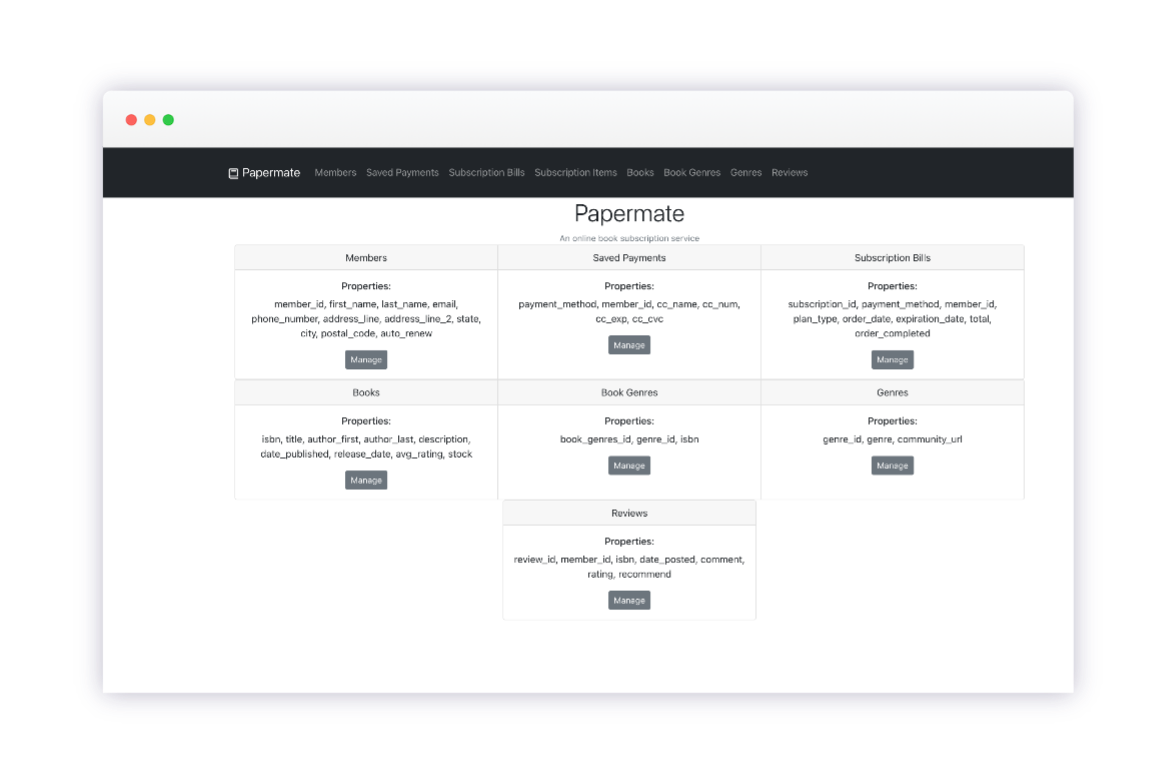 Papermate Members Saved Payments Subscription Bills Subscription Items Books Book Genres Genres Reviews
Papermate
An online book subscription service
Members
Properties:
member_id, first_name, last_name, email,
phone_number, address_line, address_line_2, state,
city, postal_code, auto_renew
Manage
Saved Payments
Properties:
payment_method, member_id, cc_name, cc_num,
cc_exp, cc_cvc
Manage
Subscription Bills
Properties:
subscription_id, payment_method, member_id,
plan_type, order_date, expiration_date, total,
order_completed
Manage
Books
Properties:
isbn, title, author_first, author_last, description,
date_published, release_date, avg_rating, stock
Manage
Book Genres
Properties:
book_genres_id, genre_id, isbn
Manage
Genres
Properties:
genre_id, genre, community_url
Manage
Reviews
Properties:
review_id, member_id, isbn, date_posted, comment,
rating, recommend
Manage